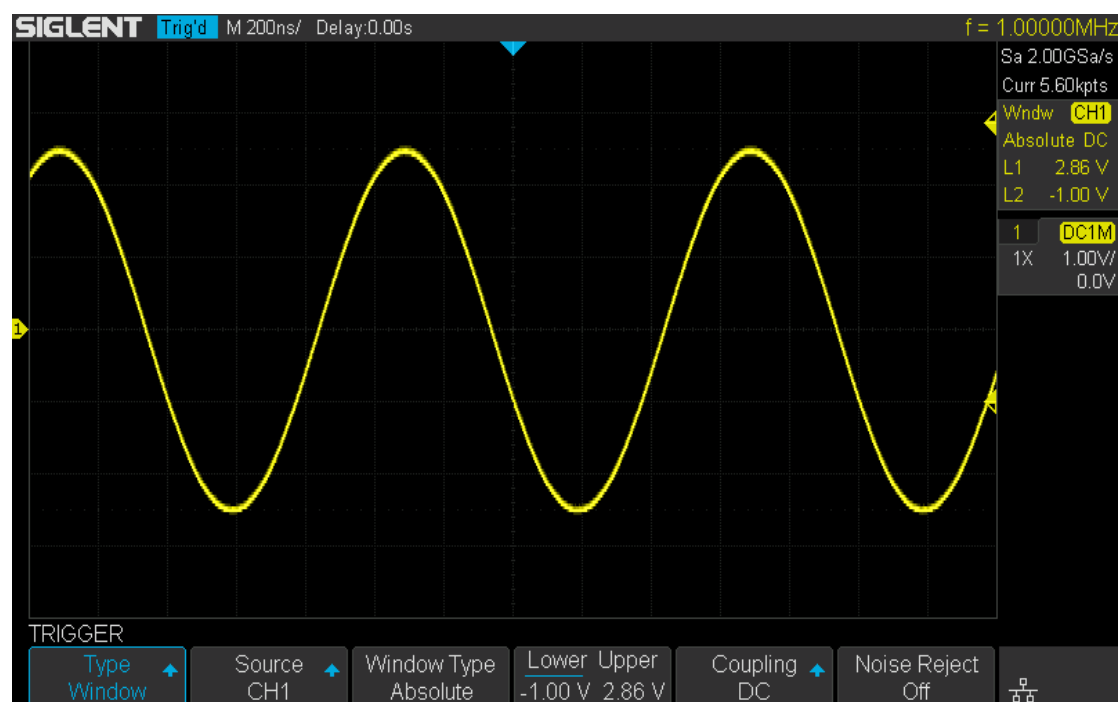 SIGLENT Trig'd M 200ns/ Delay:0.00s f = 1.00000MHz
Sa 2.00GSa/s
Curr 5.60kpts
Wndw CH1
Absolute DC
L1 2.86 V
L2 -1.00 V
1 DC1M
1X 1.00V/
0.0V
1
TRIGGER
Type Source Window Type Lower Upper Coupling Noise Reject
Window CH1 Absolute -1.00 V 2.86 V DC Off